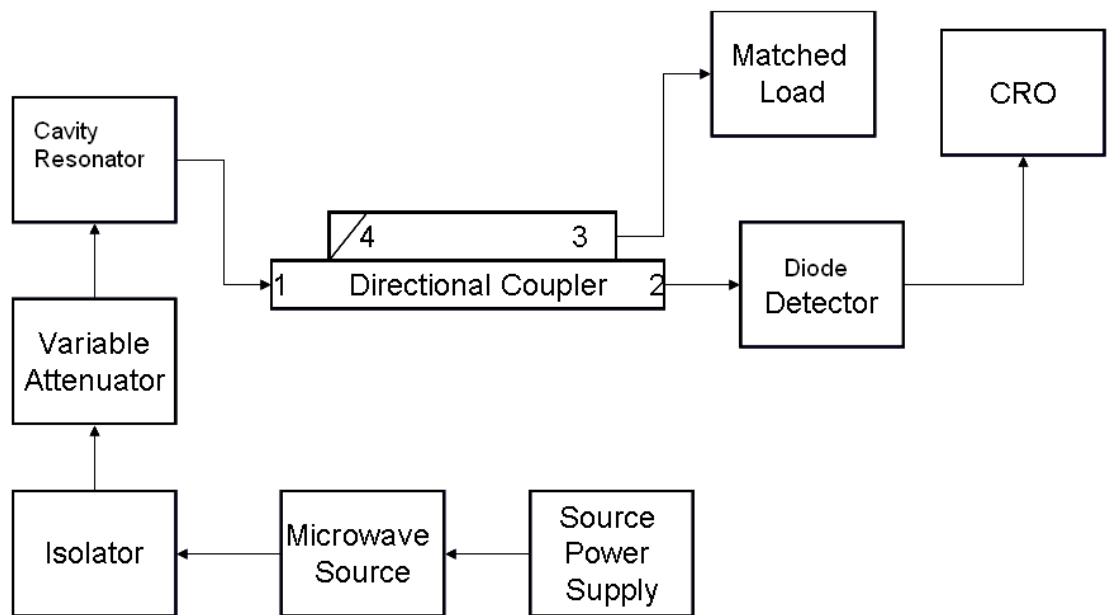 Matched
Load
CRO
Cavity
Resonator
4
3
1
Directional Coupler
2
Diode
Detector
Variable
Attenuator
Isolator
Microwave
Source
Source
Power
Supply